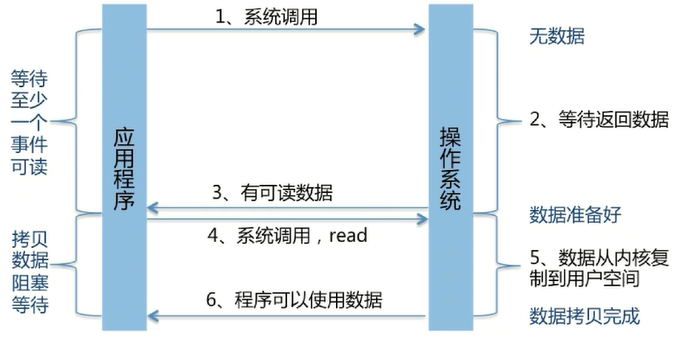 1、系统调用
无数据
等待
至少
一个
事件
可读
应用程序
操作系统
2、等待返回数据
3、有可读数据
数据准备好
4、系统调用，read
拷贝
数据
阻塞
等待
5、数据从内核复
制到用户空间
6、程序可以使用数据
数据拷贝完成